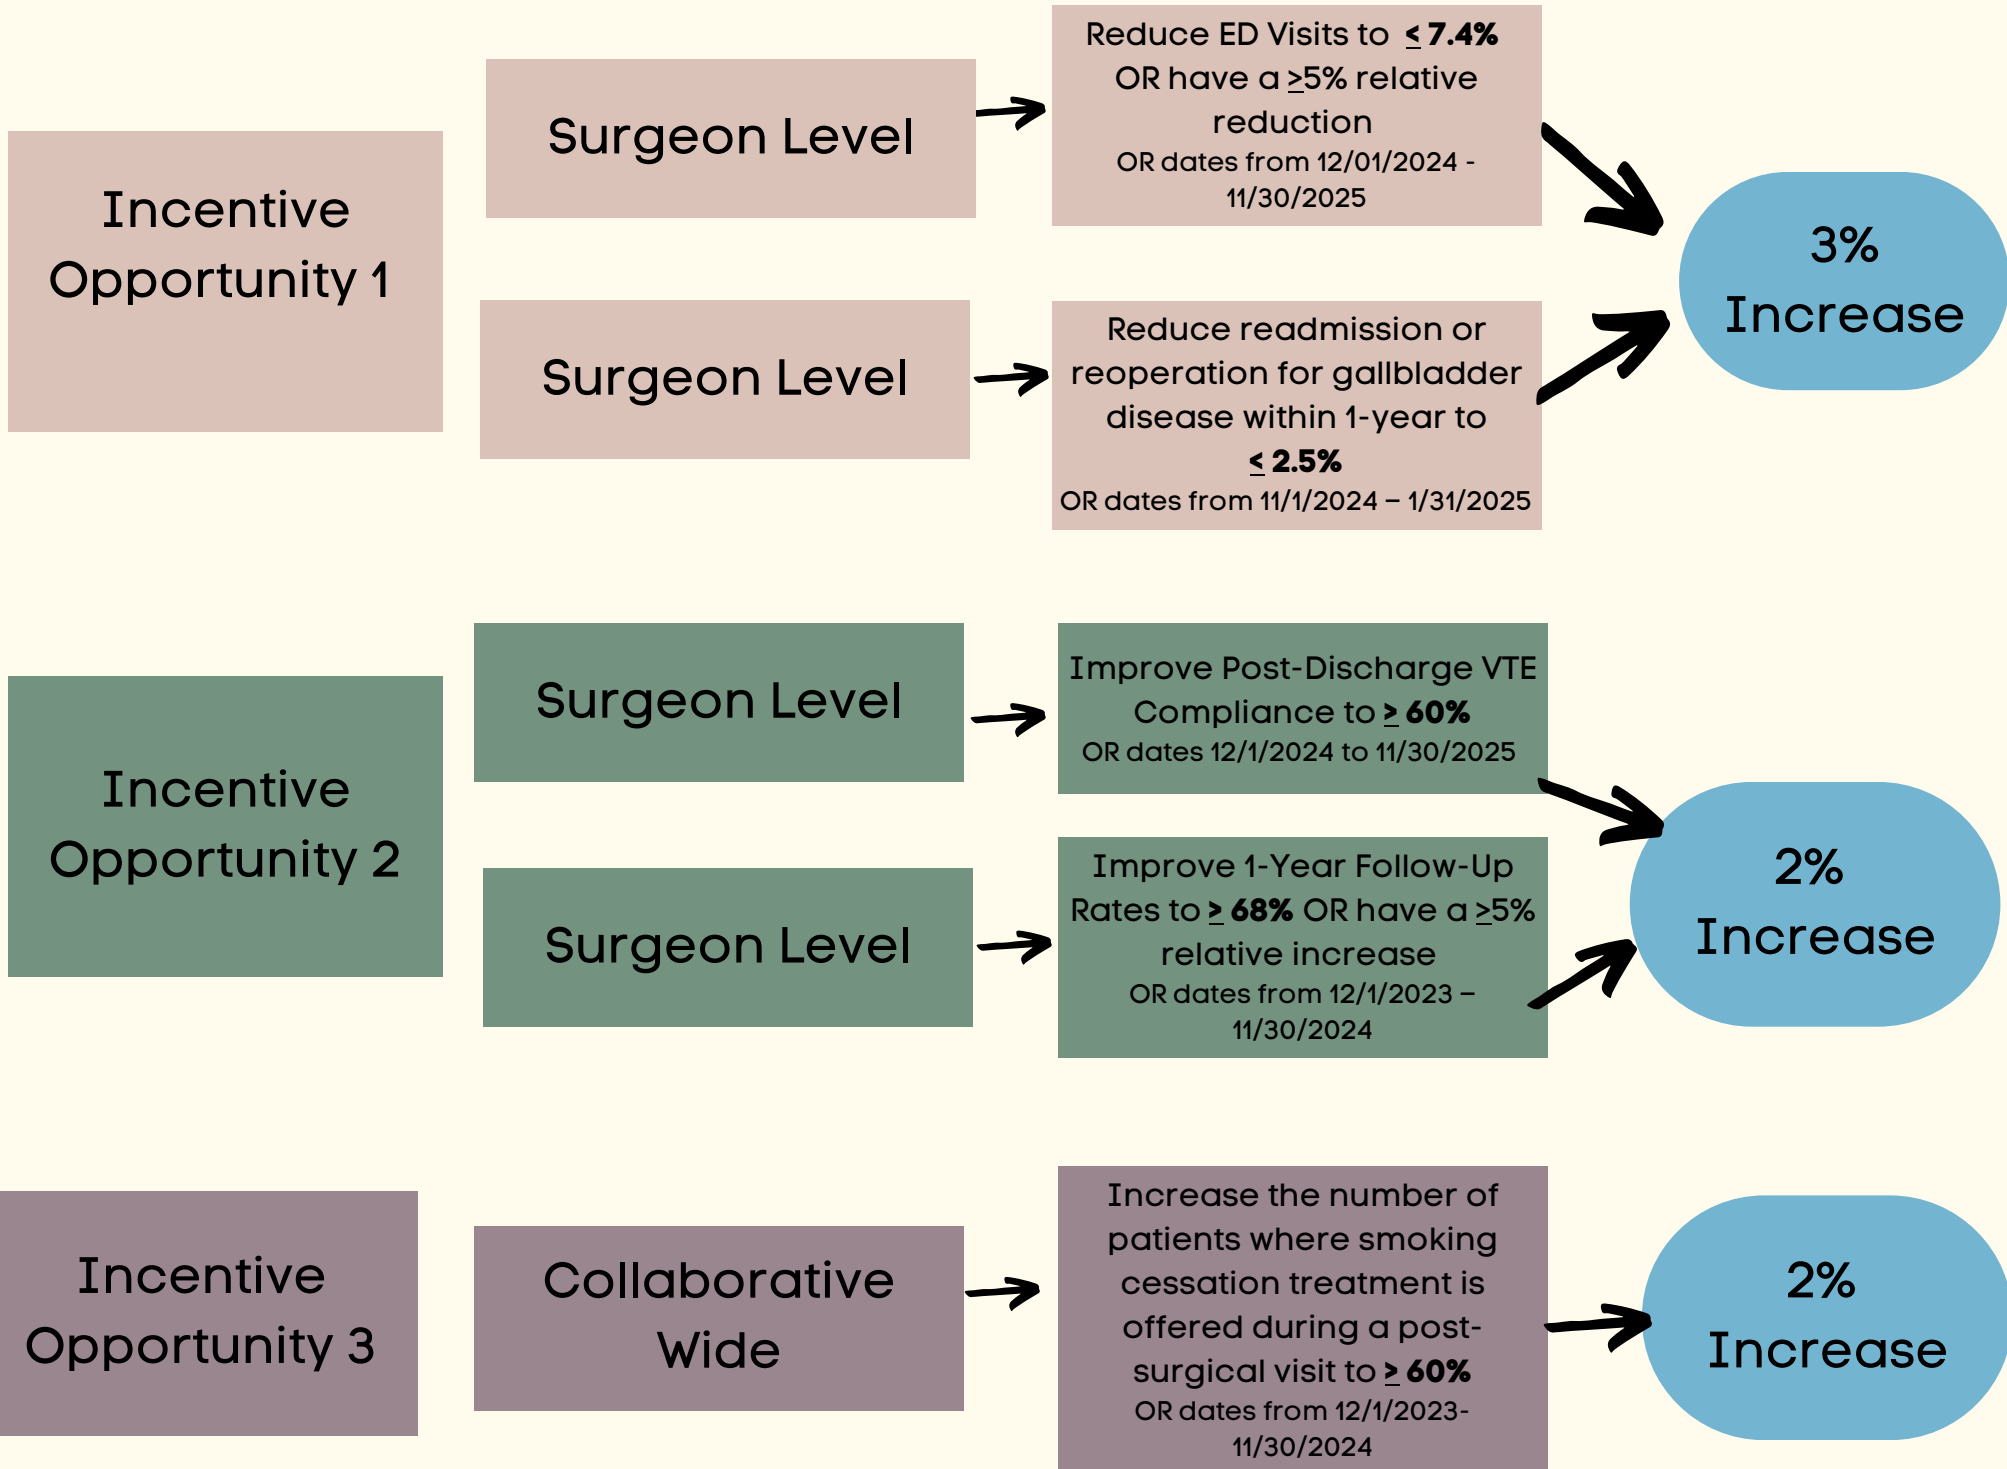 Incentive
Opportunity 1
Surgeon Level
Reduce ED Visits to ≤ 7.4%
OR have a ≥5% relative
reduction
OR dates from 12/01/2024 -
11/30/2025
Surgeon Level
Reduce readmission or
reoperation for gallbladder
disease within 1-year to
≤ 2.5%
OR dates from 11/1/2024 – 1/31/2025
3%
Increase
Incentive
Opportunity 2
Surgeon Level
Improve Post-Discharge VTE
Compliance to ≥ 60%
OR dates 12/1/2024 to 11/30/2025
Surgeon Level
Improve 1-Year Follow-Up
Rates to ≥ 68% OR have a ≥5%
relative increase
OR dates from 12/1/2023 –
11/30/2024
2%
Increase
Incentive
Opportunity 3
Collaborative
Wide
Increase the number of
patients where smoking
cessation treatment is
offered during a post-
surgical visit to ≥ 60%
OR dates from 12/1/2023-
11/30/2024
2%
Increase